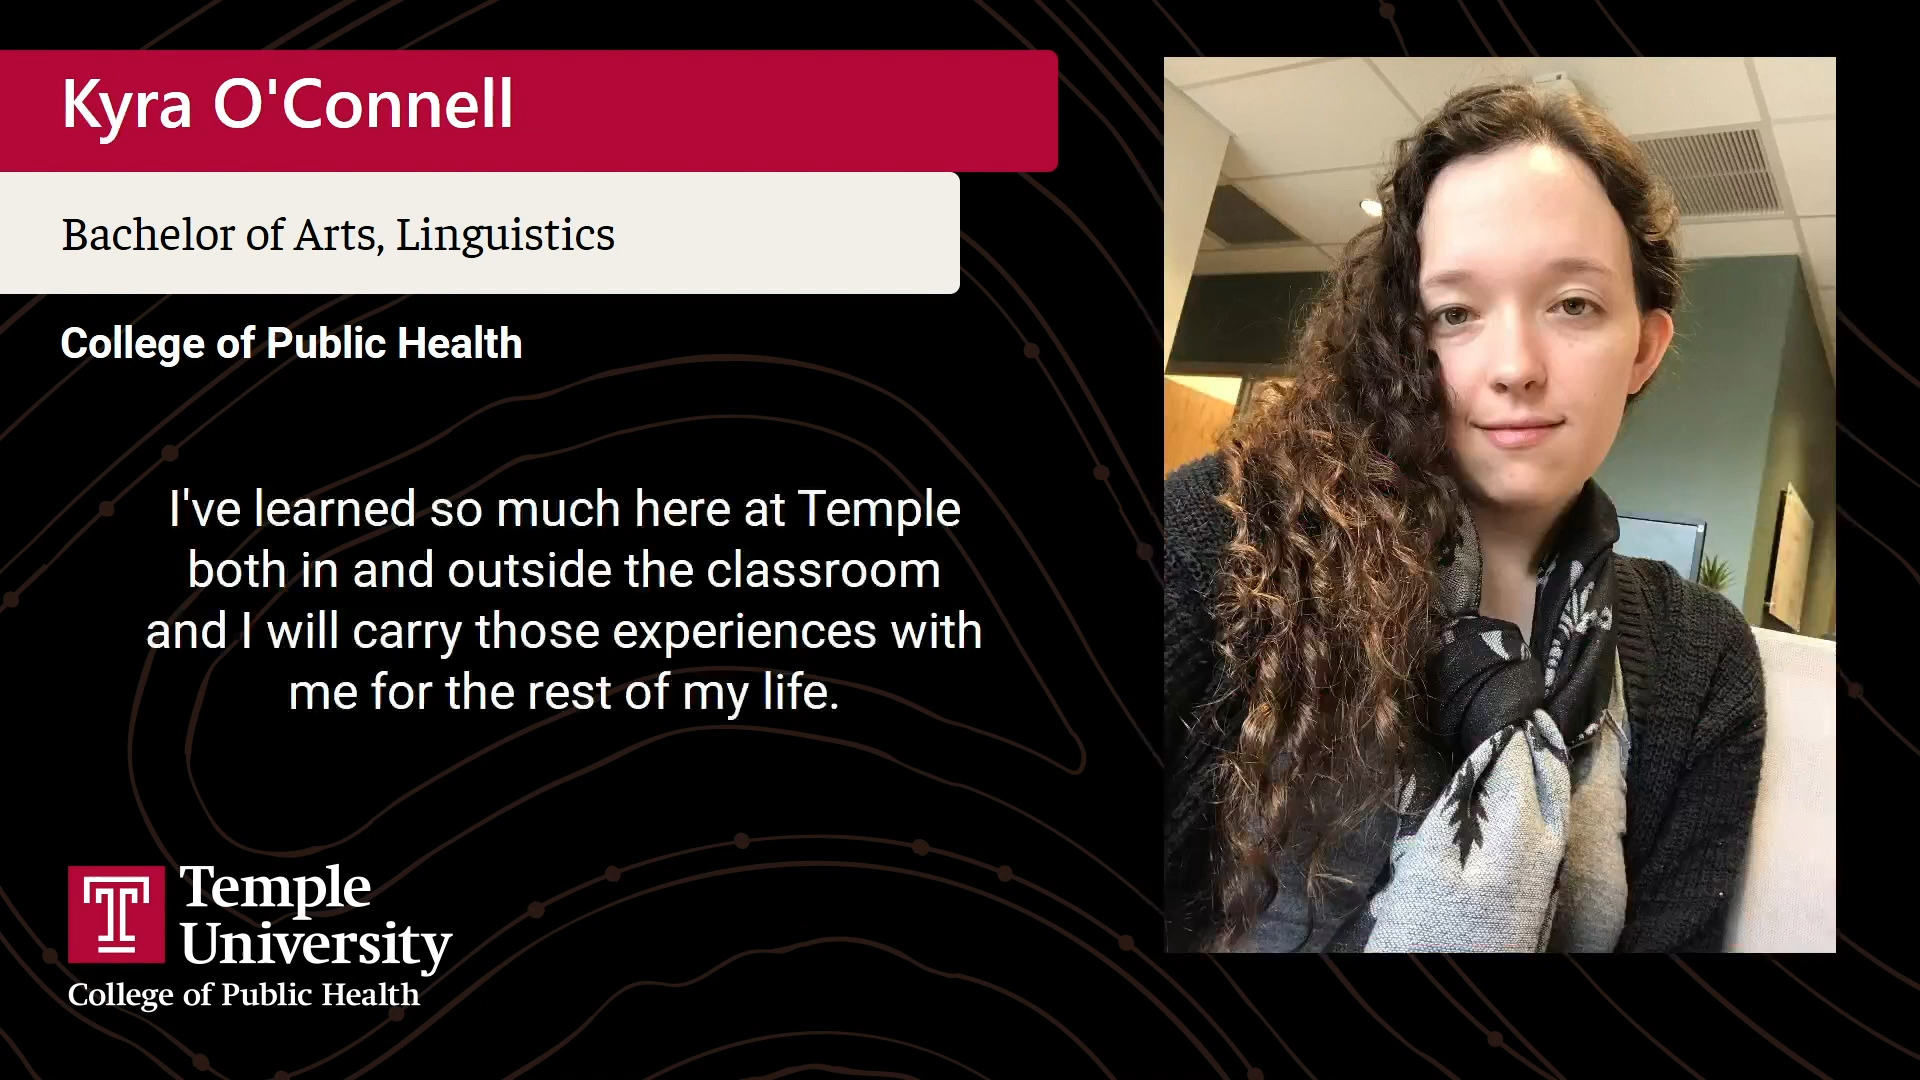 Kyra O'Connell
Bachelor of Arts, Linguistics
College of Public Health
I've learned so much here at Temple
both in and outside the classroom
and I will carry those experiences with
me for the rest of my life.
T
Temple
University
College of Public Health